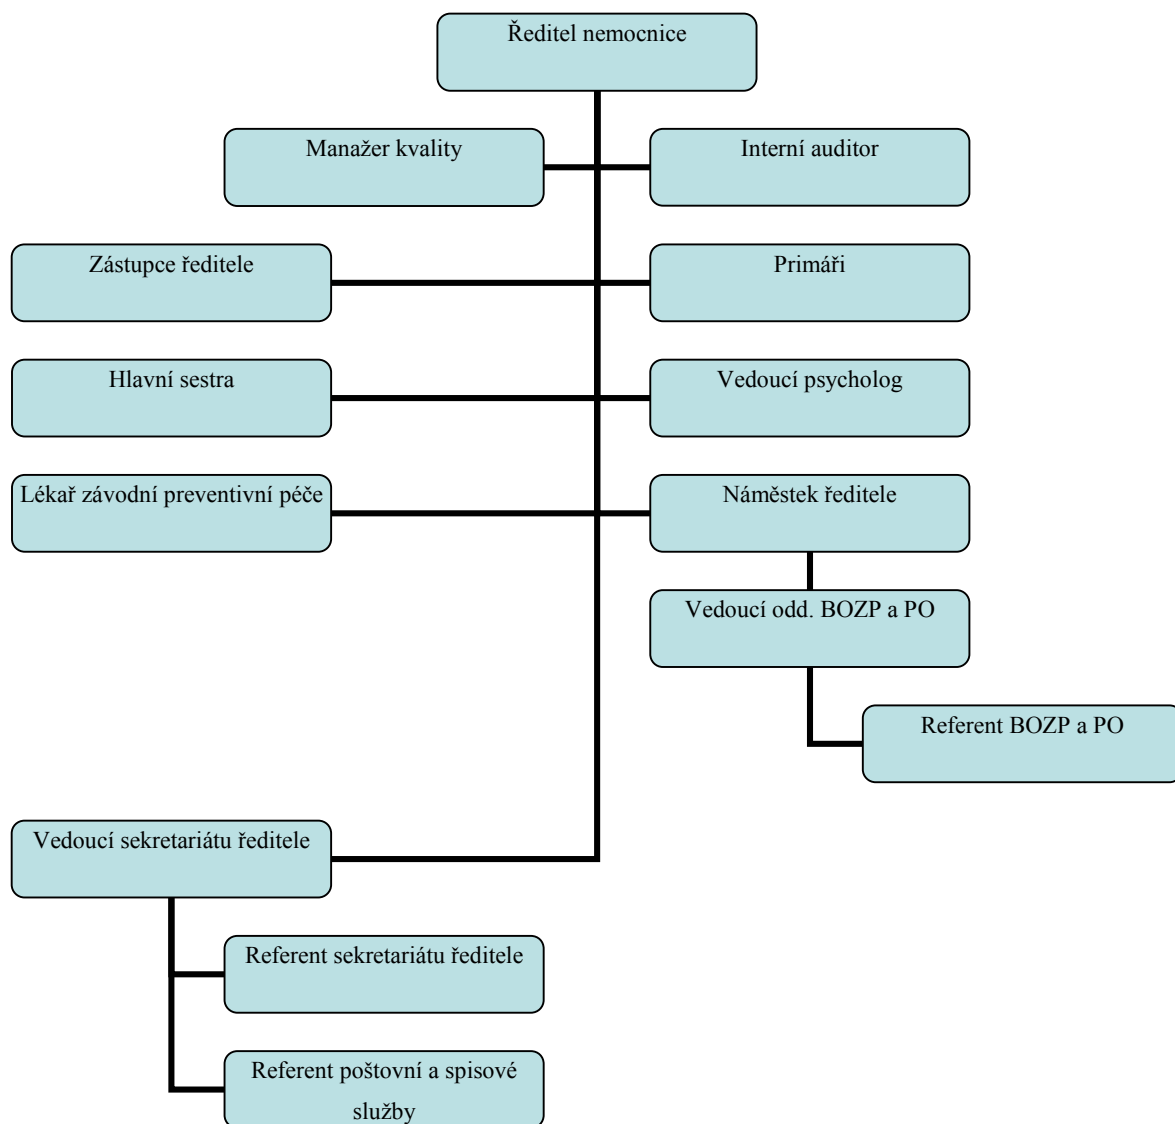 Ředitel nemocnice
Manažer kvality
Interní auditor
Zástupce ředitele
Primáři
Hlavní sestra
Vedoucí psycholog
Lékař závodní preventivní péče
Náměstek ředitele
Vedoucí odd. BOZP a PO
Referent BOZP a PO
Vedoucí sekretariátu ředitele
Referent sekretariátu ředitele
Referent poštovní a spisové
služby